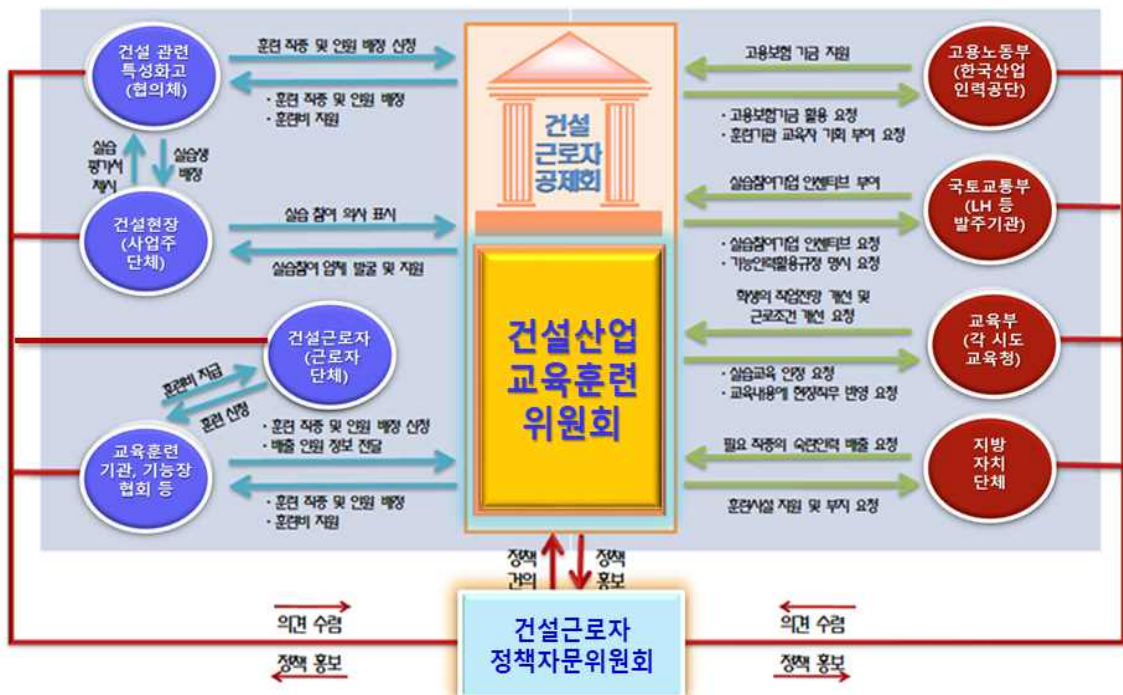 건설 관련
특성화고
(협의체)
훈련 직종 및 인원 배정 신청
· 훈련 직종 및 인원 배정
· 훈련비 지원
실습
평가서
제시
실습생
배정
건설현장
(사업주
단체)
실습 참여 의사 표시
실습참여 업체 발굴 및 지원
건설근로자
(근로자
단체)
훈련비 지급
훈련 신청
교육훈련
기관, 기능장
협회 등
· 훈련 직종 및 인원 배정 신청
· 배출 인원 정보 전달
· 훈련 직종 및 인원 배정
· 훈련비 지원
건설
근로자
공제회
건설산업
교육훈련
위원회
고용보험 기금 지원
· 고용보험기금 활용 요청
· 훈련기관 교육자 기회 부여 요청
고용노동부
(한국산업
인력공단)
실습참여기업 인센티브 부여
· 실습참여기업 인센티브 요청
· 기능인력활용규정 명시 요청
국토교통부
(LH 등
발주기관)
학생의 직업전망 개선 및
근로조건 개선 요청
· 실습교육 인정 요청
· 교육내용에 현장직무 반영 요청
교육부
(각 시도
교육청)
필요 직종의 숙련인력 배출 요청
훈련시설 지원 및 부지 요청
지방
자치
단체
정책
건의
정책
홍보
의견 수렴
정책 홍보
건설근로자
정책자문위원회
의견 수렴
정책 홍보